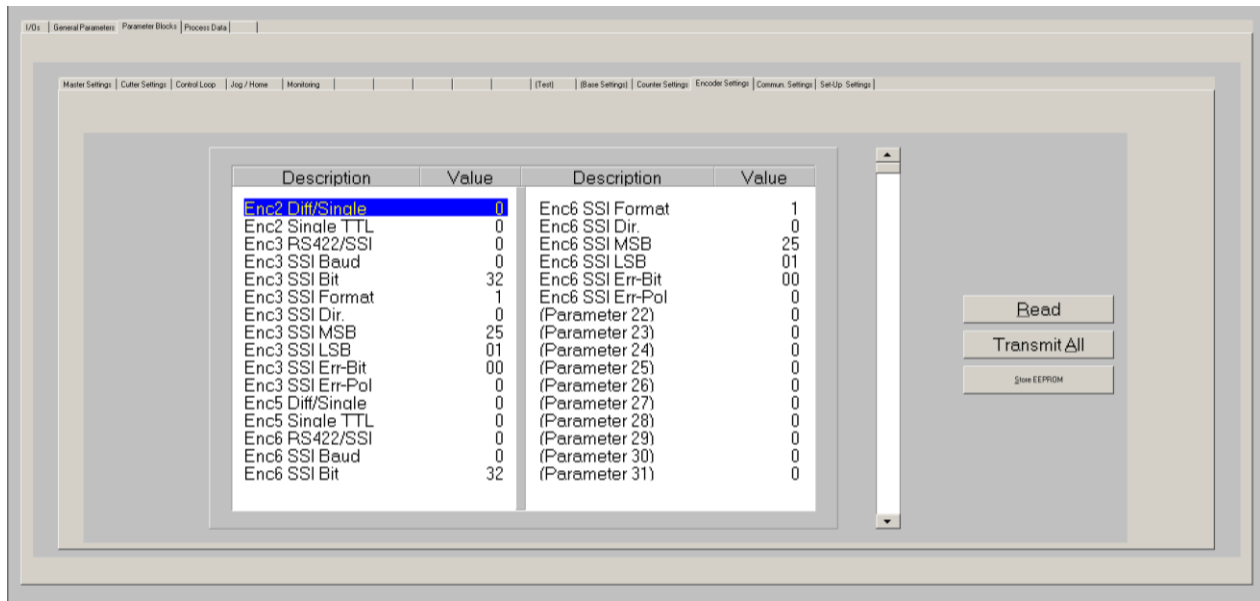 I/Os General Parameters Parameter Blocks Process Data
Master Settings Cutter Settings Control Loop Jog / Home Monitoring (Test) (Base Settings) Counter Settings Encoder Settings Commun. Settings Set-Up Settings
Description Value Description Value
Enc2 Diff/Single 0 Enc6 SSI Format 1
Enc2 Single TTL 0 Enc6 SSI Dir. 0
Enc3 RS422/SSI 0 Enc6 SSI MSB 25
Enc3 SSI Baud 0 Enc6 SSI LSB 01
Enc3 SSI Bit 32 Enc6 SSI Err-Bit 00
Enc3 SSI Format 1 Enc6 SSI Err-Pol 0
Enc3 SSI Dir. 0 (Parameter 22) 0
Enc3 SSI MSB 25 (Parameter 23) 0
Enc3 SSI LSB 01 (Parameter 24) 0
Enc3 SSI Err-Bit 00 (Parameter 25) 0
Enc3 SSI Err-Pol 0 (Parameter 26) 0
Enc5 Diff/Single 0 (Parameter 27) 0
Enc5 Single TTL 0 (Parameter 28) 0
Enc6 RS422/SSI 0 (Parameter 29) 0
Enc6 SSI Baud 0 (Parameter 30) 0
Enc6 SSI Bit 32 (Parameter 31) 0
Read
Transmit All
Store EEPROM